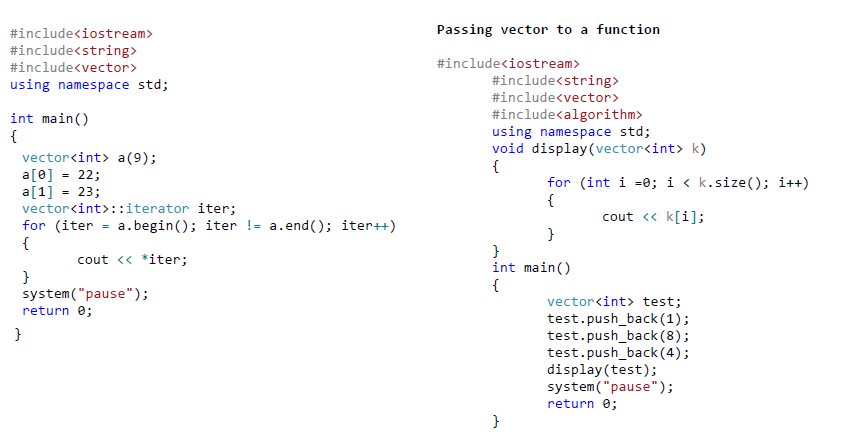 #include<iostream>
#include<string>
#include<vector>
using namespace std;
int main()
{
vector<int> a(9);
a[0] = 22;
a[1] = 23;
vector<int>::iterator iter;
for (iter = a.begin(); iter != a.end(); iter++)
{
cout << *iter;
}
system("pause");
return 0;
}
Passing vector to a function
#include<iostream>
#include<string>
#include<vector>
#include<algorithm>
using namespace std;
void display(vector<int> k)
{
for (int i =0; i < k.size(); i++)
{
cout << k[i];
}
}
int main()
{
vector<int> test;
test.push_back(1);
test.push_back(8);
test.push_back(4);
display(test);
system("pause");
return 0;
}